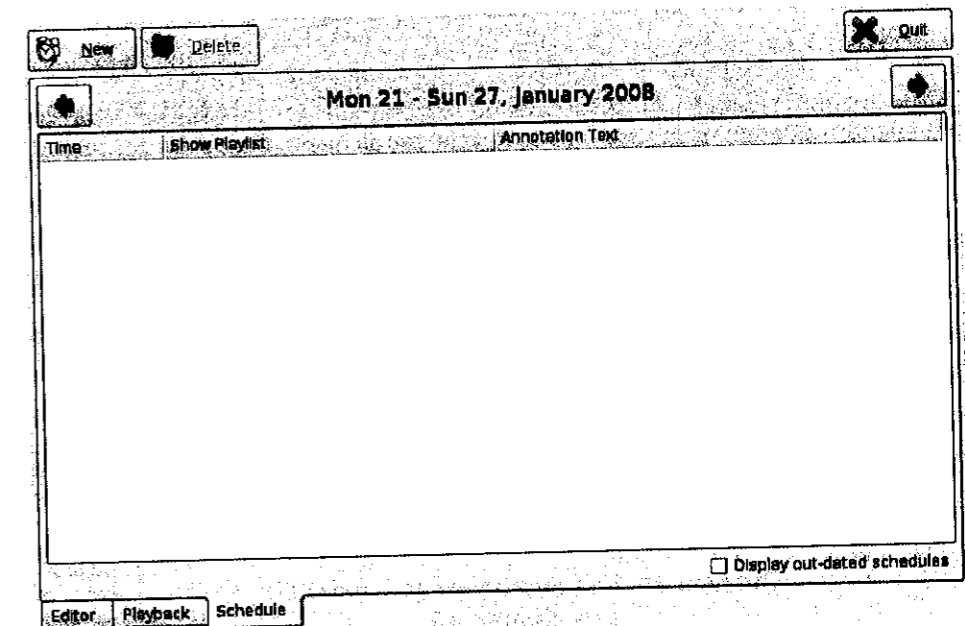 New Delete Quit
Mon 21 - Sun 27, January 2008
Time Show Playlist Annotation Text
Display out-dated schedules
Editor Playback Schedule